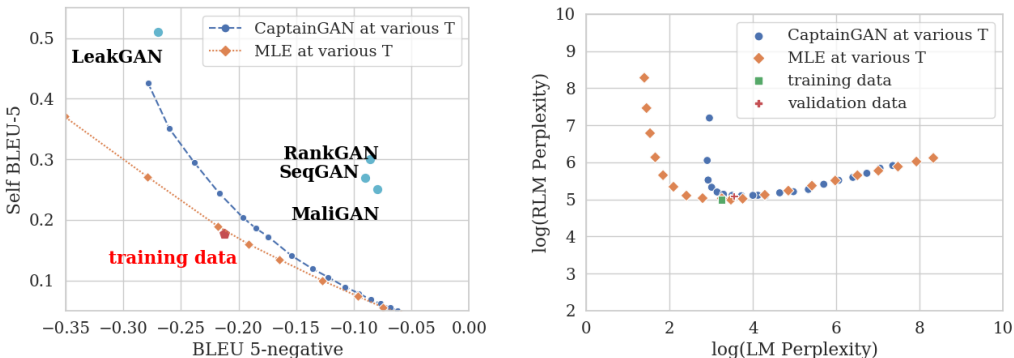 0.5
0.4
0.3
0.2
0.1
Self BLEU-5
−0.35 −0.30 −0.25 −0.20 −0.15 −0.10 −0.05 0.00
BLEU 5-negative
CaptainGAN at various T
MLE at various T
LeakGAN
RankGAN
SeqGAN
MaliGAN
training data
10
9
8
7
6
5
4
3
2
log(RLM Perplexity)
0 2 4 6 8 10
log(LM Perplexity)
CaptainGAN at various T
MLE at various T
training data
validation data